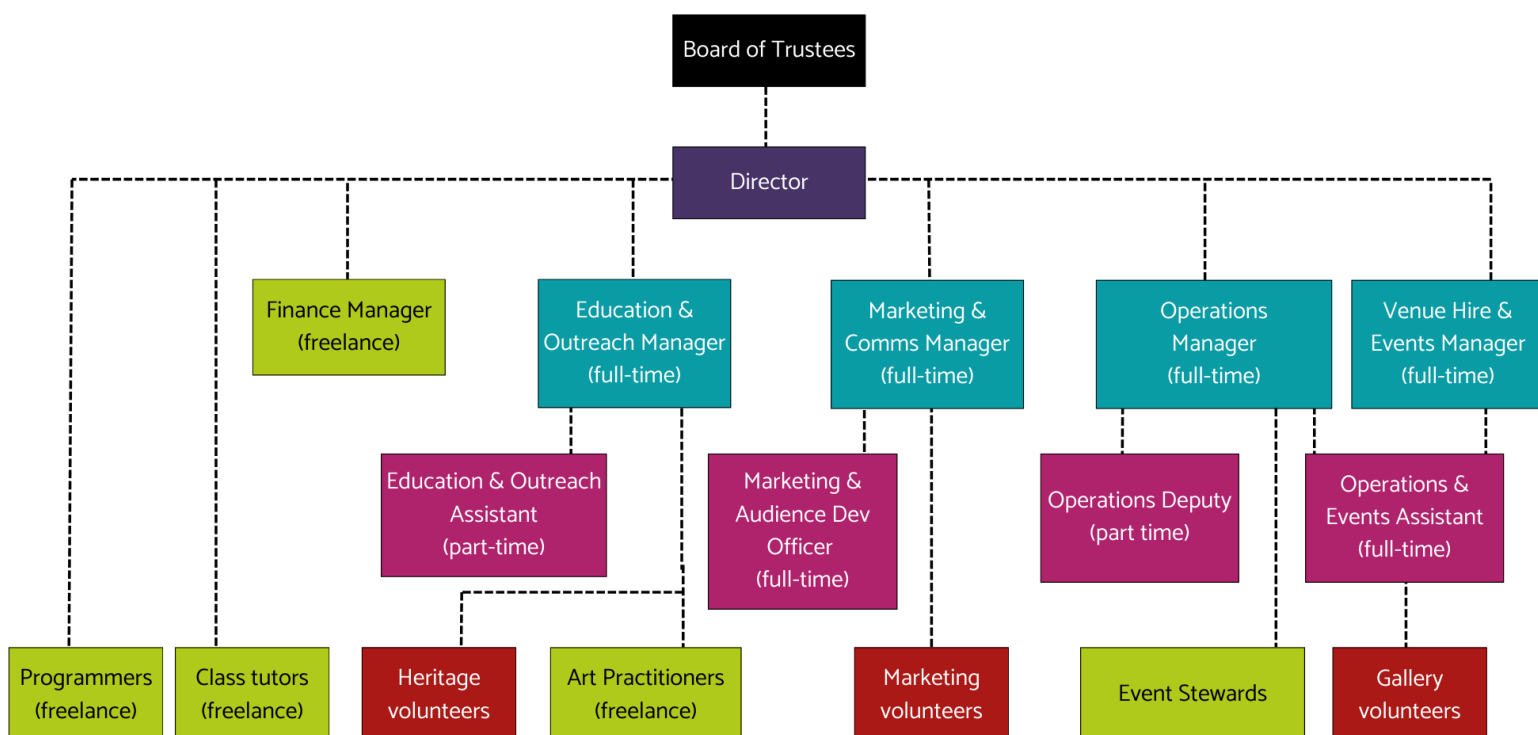 Board of Trustees
Director
Finance Manager
(freelance)
Education &
Outreach Manager
(full-time)
Marketing &
Comms Manager
(full-time)
Operations
Manager
(full-time)
Venue Hire &
Events Manager
(full-time)
Education & Outreach
Assistant
(part-time)
Marketing &
Audience Dev
Officer
(full-time)
Operations Deputy
(part time)
Operations &
Events Assistant
(full-time)
Programmers
(freelance)
Class tutors
(freelance)
Heritage
volunteers
Art Practitioners
(freelance)
Marketing
volunteers
Event Stewards
Gallery
volunteers